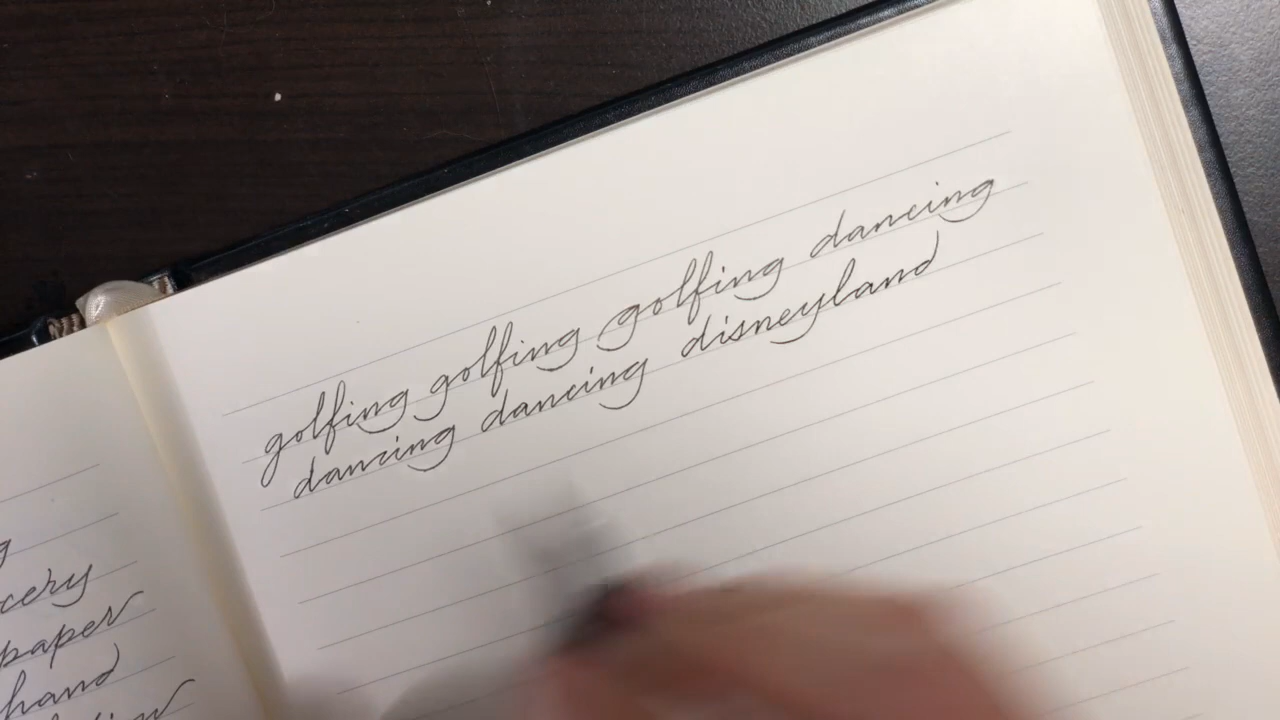 golfing golfing golfing dancing
dancing dancing disneyland
cery
paper
hand